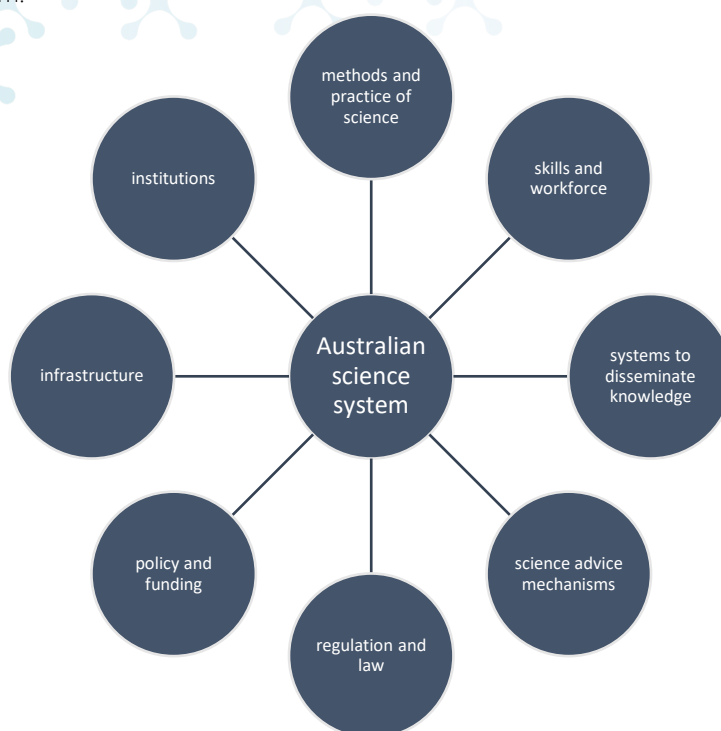 methods and
practice of
science
skills and
workforce
systems to
disseminate
knowledge
science advice
mechanisms
regulation and
law
policy and
funding
infrastructure
institutions
Australian
science
system